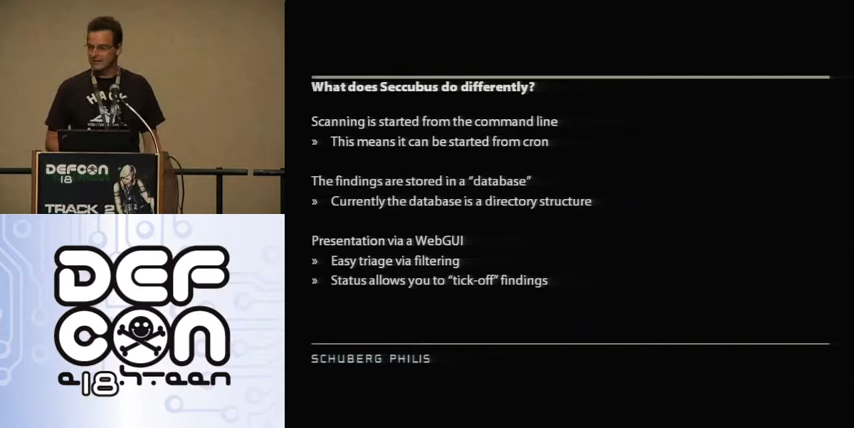 HACK
DEFCON
18
TRACK 2
DEF
CON
e18hteen
What does Seccubus do differently?
Scanning is started from the command line
» This means it can be started from cron
The findings are stored in a “database”
» Currently the database is a directory structure
Presentation via a WebGUI
» Easy triage via filtering
» Status allows you to “tick-off” findings
SCHUBERG PHILIS